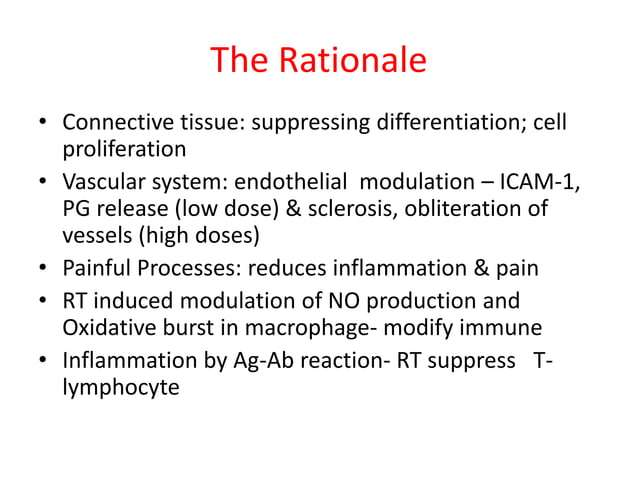 The Rationale
• Connective tissue: suppressing differentiation; cell
proliferation
• Vascular system: endothelial  modulation – ICAM-1,
PG release (low dose) & sclerosis, obliteration of
vessels (high doses)
• Painful Processes: reduces inflammation & pain
• RT induced modulation of NO production and
Oxidative burst in macrophage- modify immune
• Inflammation by Ag-Ab reaction- RT suppress   T-
lymphocyte